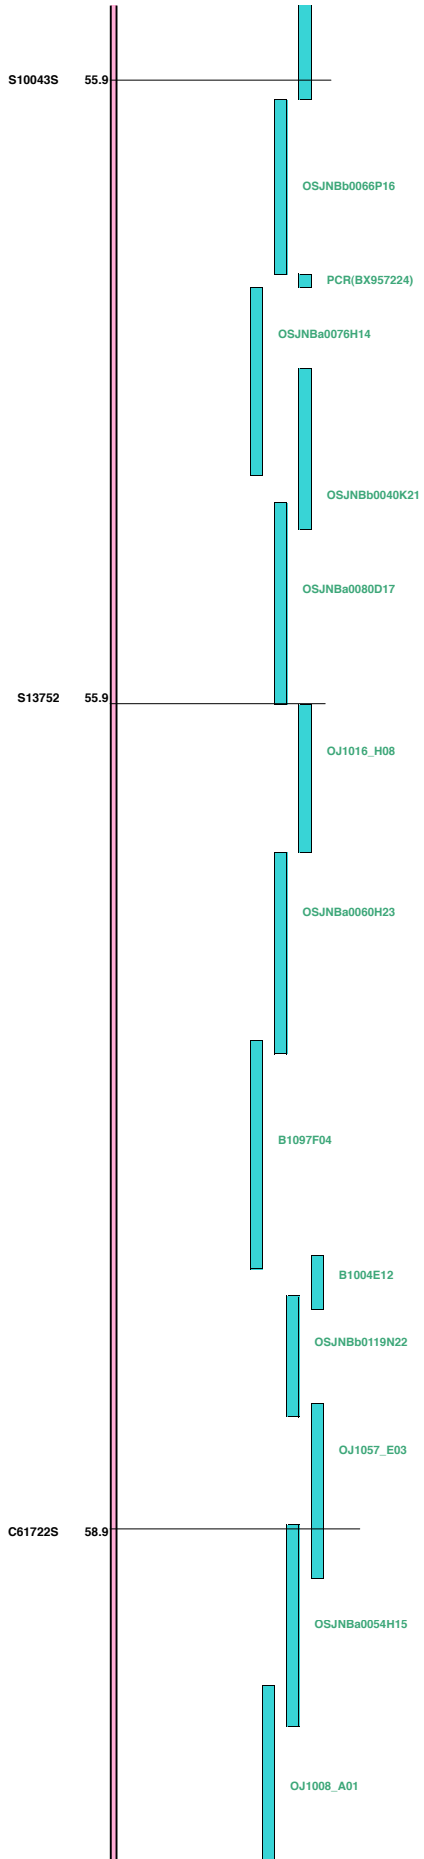 S10043S 55.9
OSJNBb0066P16
PCR(BX957224)
OSJNBa0076H14
OSJNBb0040K21
OSJNBa0080D17
S13752 55.9
OJ1016_H08
OSJNBa0060H23
B1097F04
B1004E12
OSJNBb0119N22
OJ1057_E03
C61722S 58.9
OSJNBa0054H15
OJ1008_A01